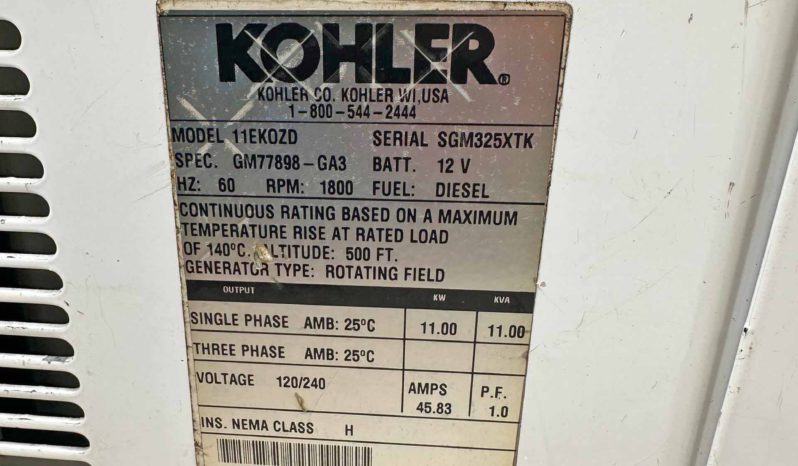 KOHLER®
KOHLER CO. KOHLER WI, USA
1-800-544-2444
MODEL 11EKOZD SERIAL SGM325XTK
SPEC. GM77898-GA3 BATT. 12 V
HZ: 60 RPM: 1800 FUEL: DIESEL
CONTINUOUS RATING BASED ON A MAXIMUM
TEMPERATURE RISE AT RATED LOAD
OF 140°C. ALTITUDE: 500 FT.
GENERATOR TYPE: ROTATING FIELD
OUTPUT KW KVA
SINGLE PHASE AMB: 25°C 11.00 11.00
THREE PHASE AMB: 25°C
VOLTAGE 120/240 AMPS P.F.
45.83 1.0
INS. NEMA CLASS H